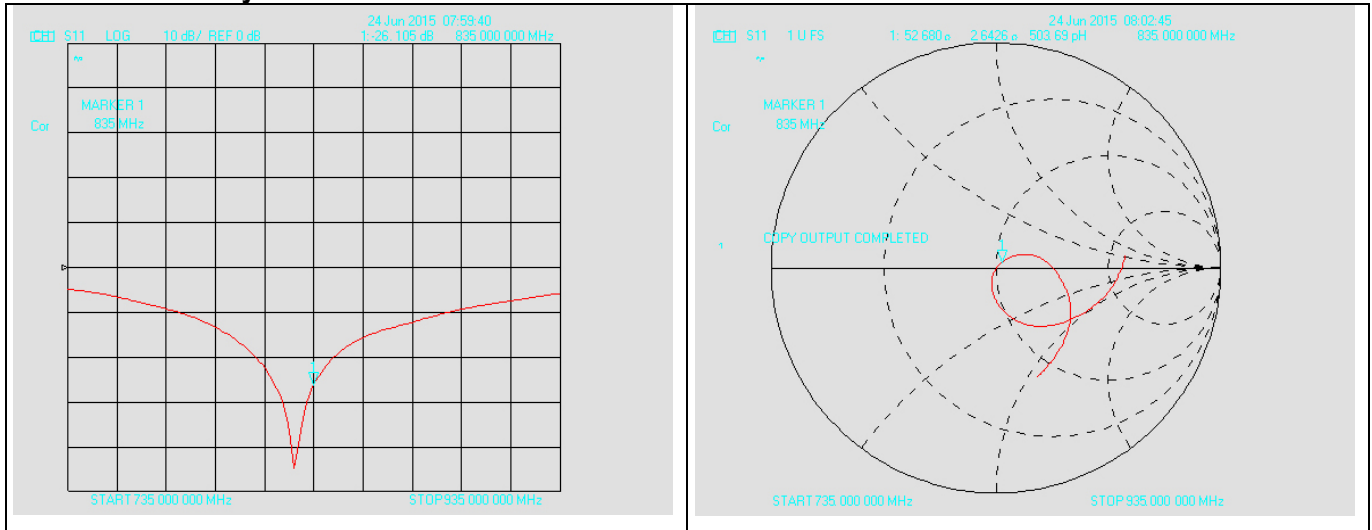 24 Jun 2015 07:59:40
CH1 S11 LOG 10 dB/ REF 0 dB 1:-26.105 dB 835.000 000 MHz
MARKER 1
Cor 835 MHz
START 735.000 000 MHz STOP 935.000 000 MHz
24 Jun 2015 08:02:45
CH1 S11 1 U FS 1: 52.680 Ω 2.6426 Ω 503.69 pH 835.000 000 MHz
MARKER 1
Cor 835 MHz
1 COPY OUTPUT COMPLETED
START 735.000 000 MHz STOP 935.000 000 MHz